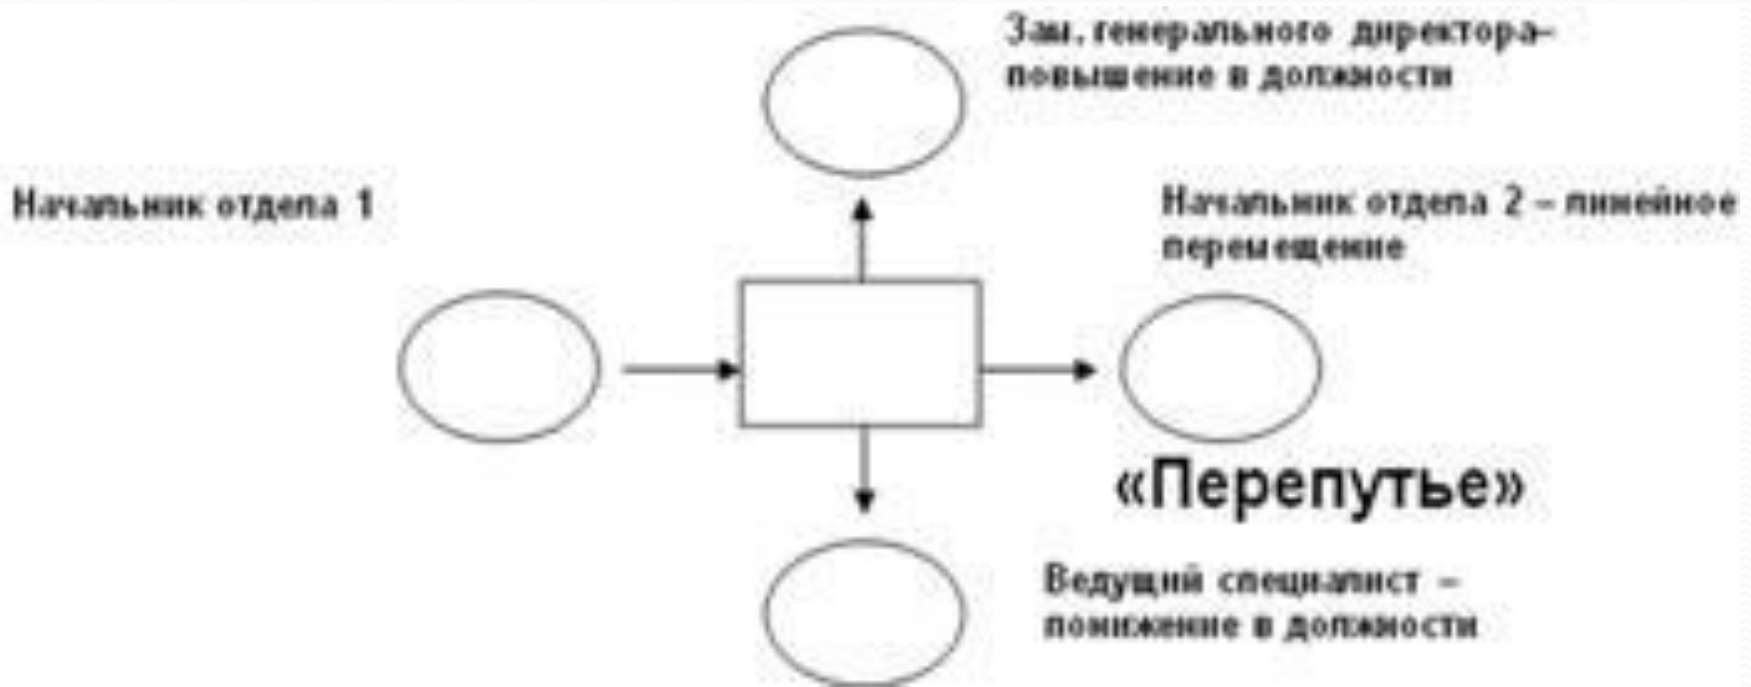 Зам. генерального директора–
повышение в должности
Начальник отдела 1
Начальник отдела 2 – линейное
перемещение
«Перепутье»
Ведущий специалист –
понижение в должности